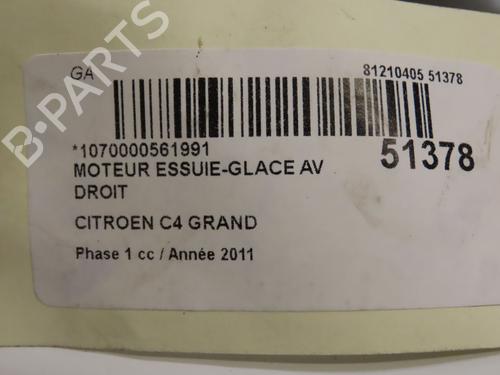 GA
81210405 51378
*1070000561991
51378
MOTEUR ESSUIE-GLACE AV
DROIT
CITROEN C4 GRAND
Phase 1 cc / Année 2011
B-PARTS